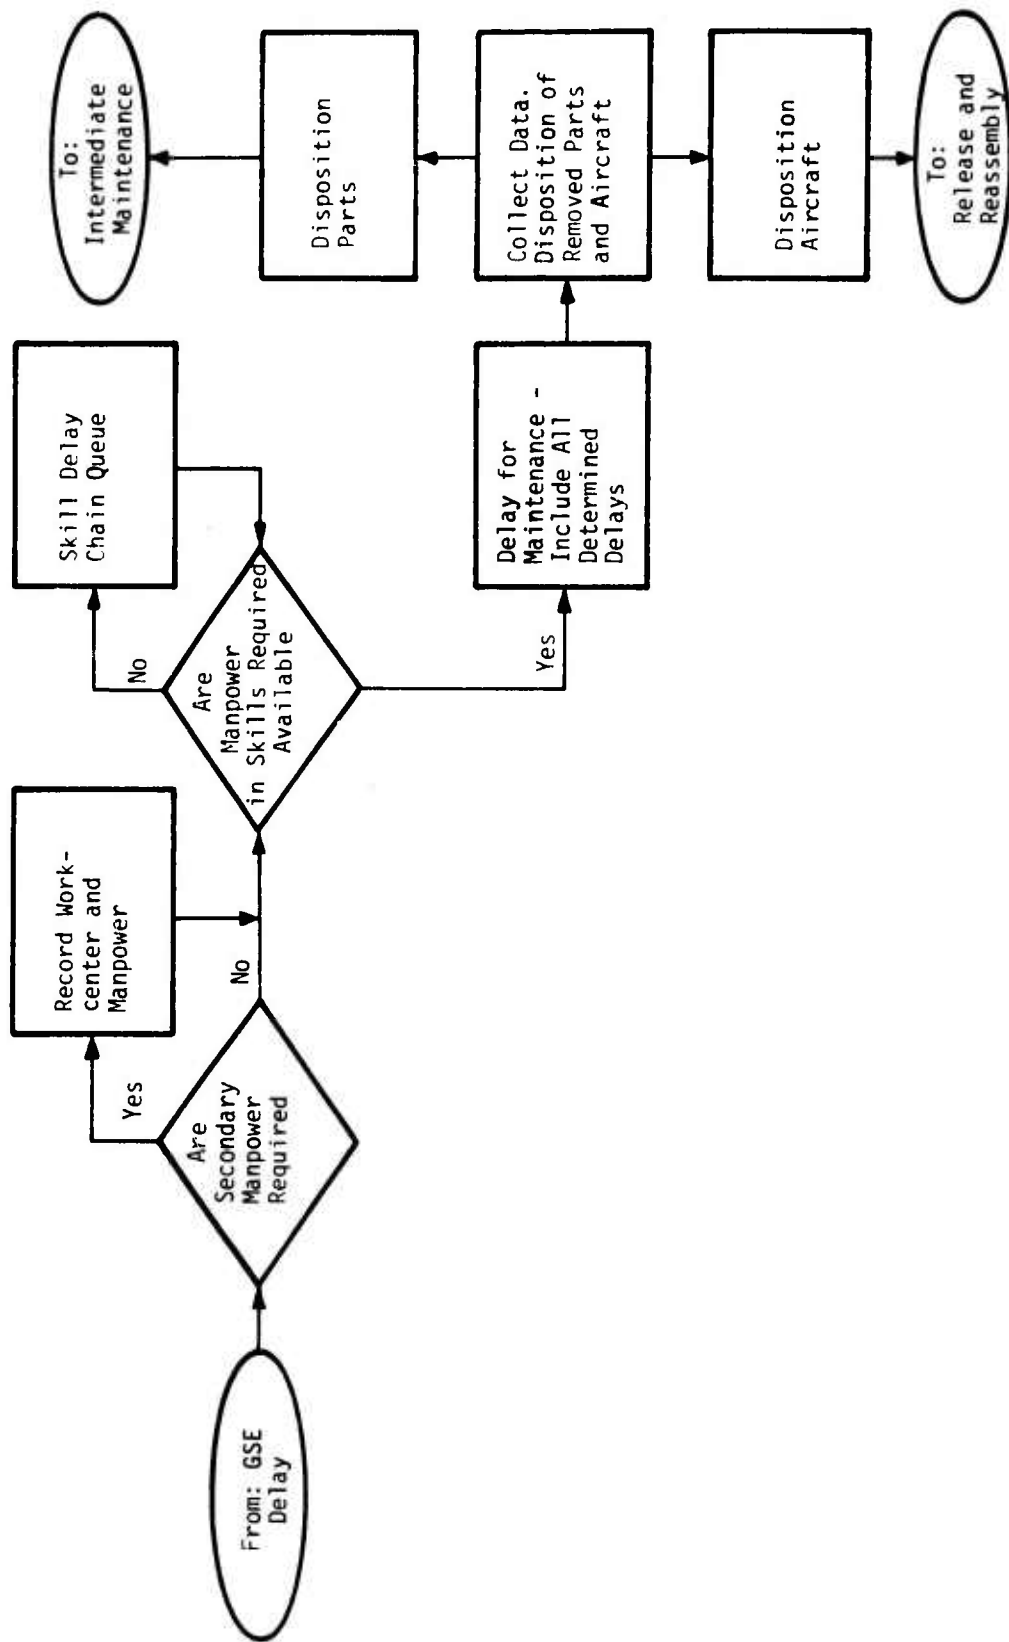 From: GSE
Delay
Are
Secondary
Manpower
Required
Yes
Record Work-
center and
Manpower
No
Are
Manpower
in Skills Required
Available
No
Skill Delay
Chain Queue
Yes
Delay for
Maintenance -
Include All
Determined
Delays
Collect Data.
Disposition of
Removed Parts
and Aircraft
Disposition
Parts
To:
Intermediate
Maintenance
Disposition
Aircraft
To:
Release and
Reassembly